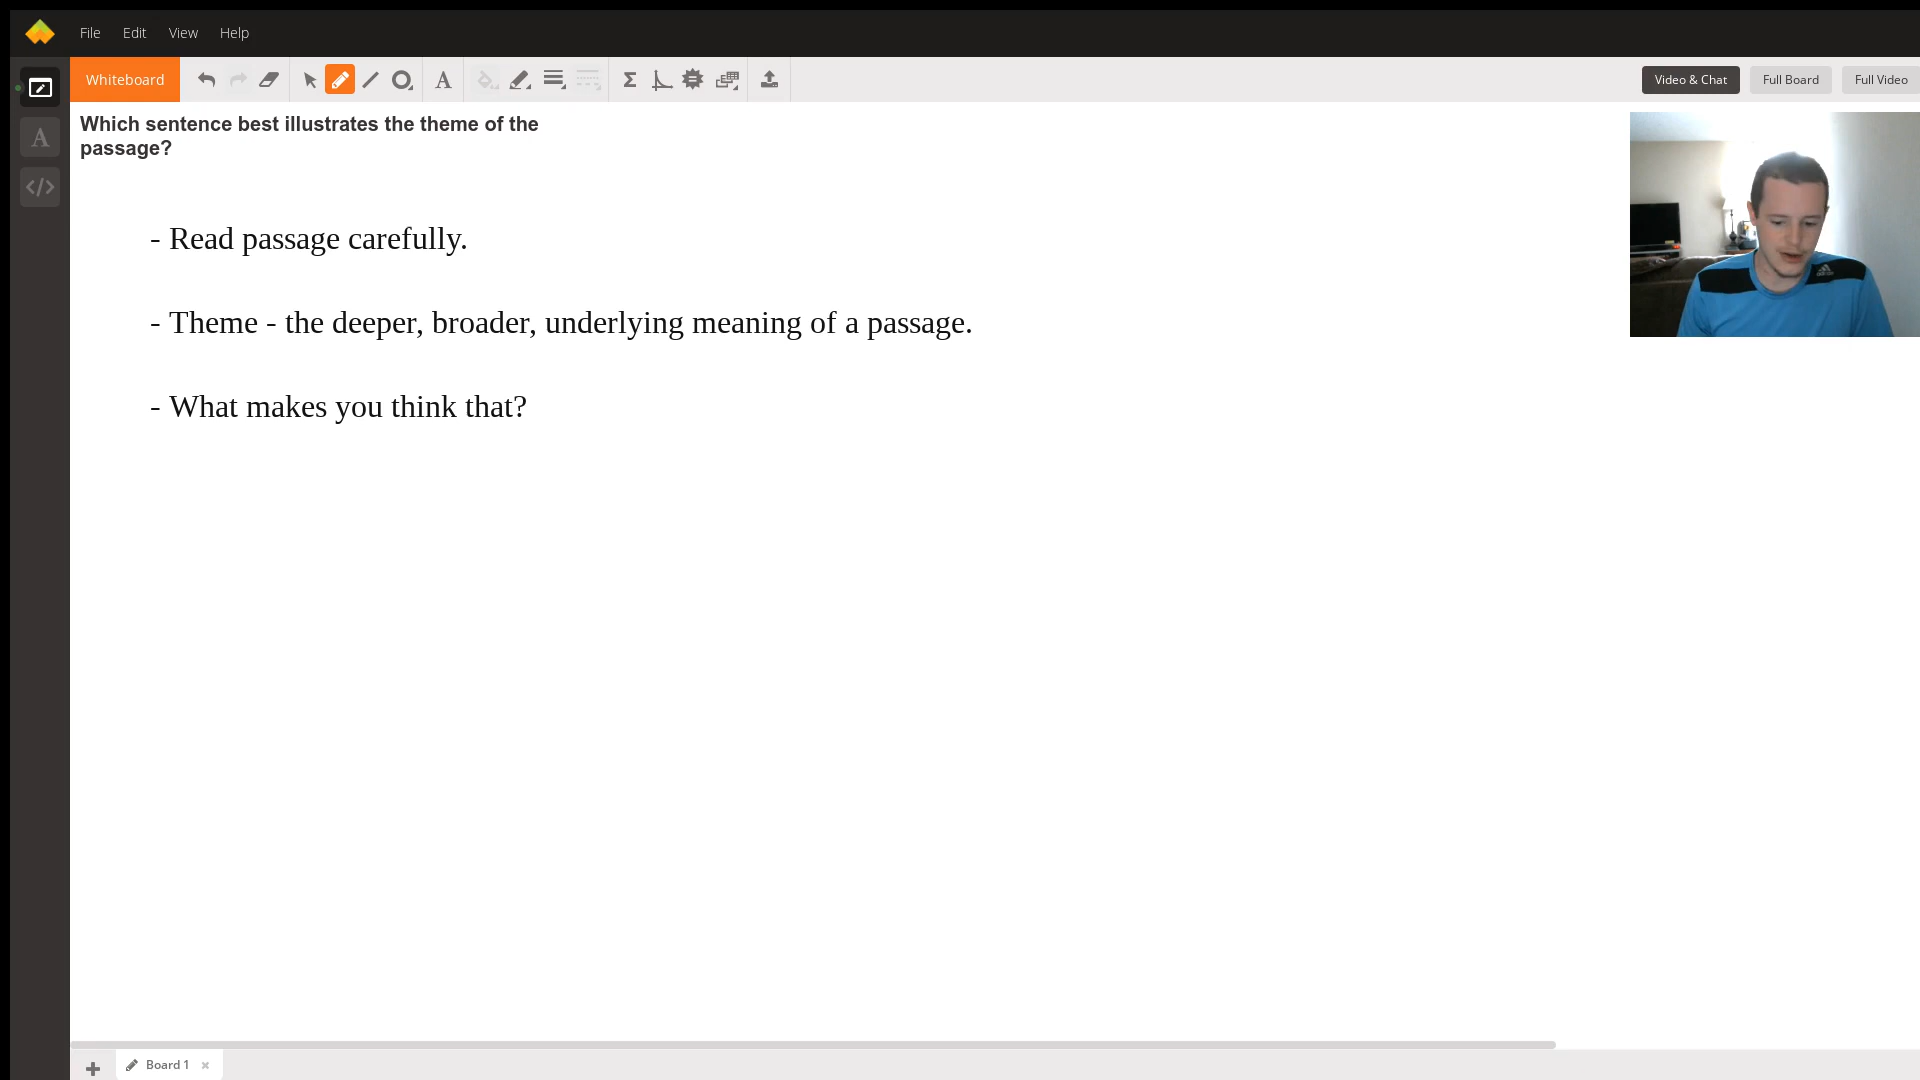 File Edit View Help
Whiteboard
A
Σ
Video & Chat
Full Board
Full Video
A
</>
Which sentence best illustrates the theme of the
passage?
- Read passage carefully.
- Theme - the deeper, broader, underlying meaning of a passage.
- What makes you think that?
Board 1